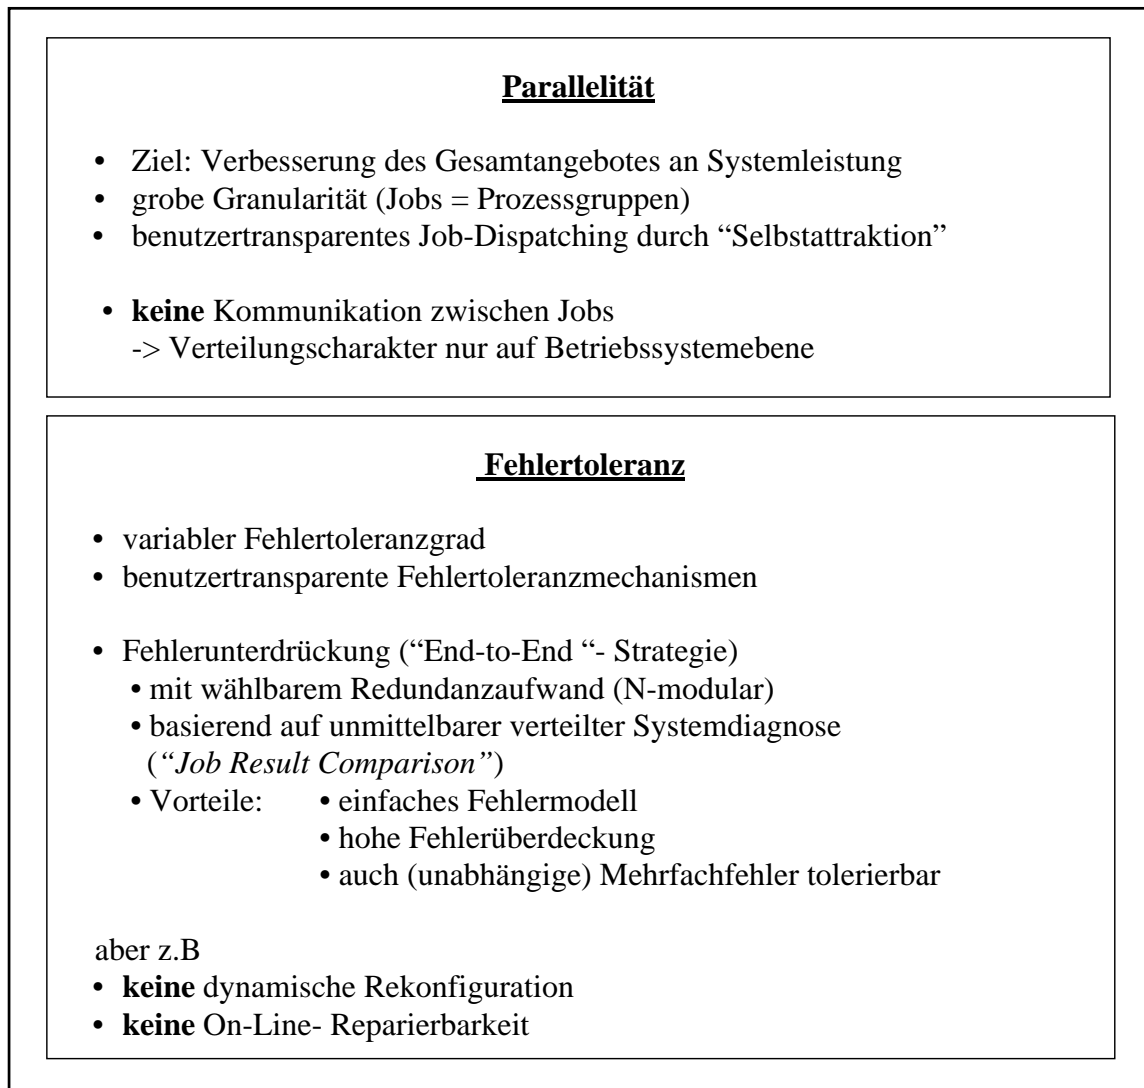 Parallelität
• Ziel: Verbesserung des Gesamtangebotes an Systemleistung
• grobe Granularität (Jobs = Prozessgruppen)
• benutzertransparentes Job-Dispatching durch “Selbstattraktion”
• keine Kommunikation zwischen Jobs
-> Verteilungscharakter nur auf Betriebssystemebene
Fehlertoleranz
• variabler Fehlertoleranzgrad
• benutzertransparente Fehlertoleranzmechanismen
• Fehlerunterdrückung (“End-to-End “- Strategie)
• mit wählbarem Redundanzaufwand (N-modular)
• basierend auf unmittelbarer verteilter Systemdiagnose
(“Job Result Comparison”)
• Vorteile: • einfaches Fehlermodell
• hohe Fehlerüberdeckung
• auch (unabhängige) Mehrfachfehler tolerierbar
aber z.B
• keine dynamische Rekonfiguration
• keine On-Line- Reparierbarkeit